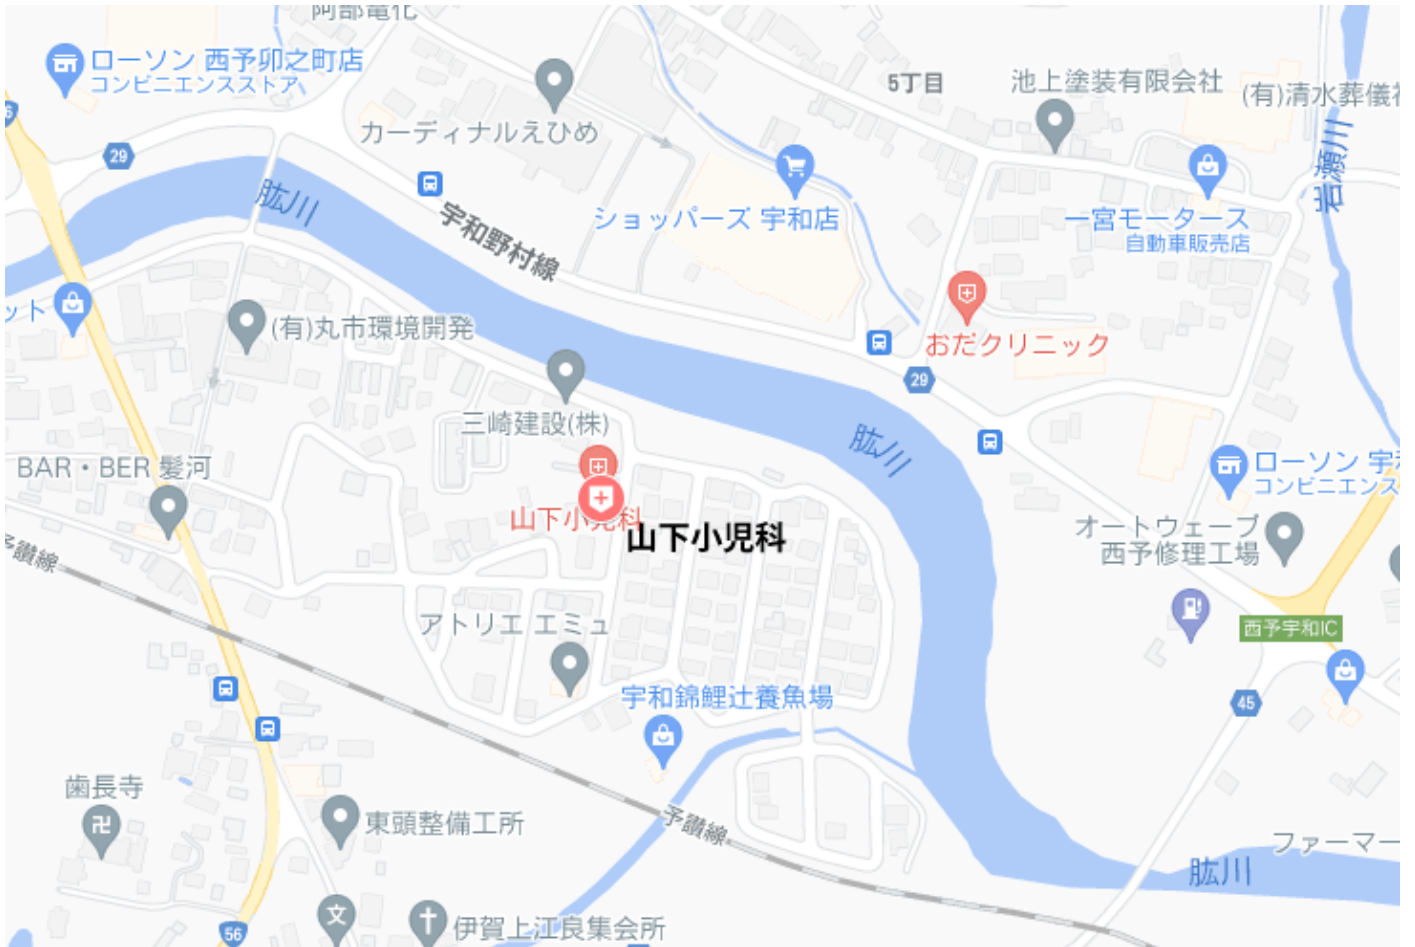 阿部電化
ローソン 西予卯之町店
コンビニエンスストア
5丁目
池上塗装有限会社
(有)清水葬儀
カーディナルえひめ
29
岩瀬川
肱川
宇和野村線
ショッパーズ 宇和店
一宮モータース
自動車販売店
ット
(有)丸市環境開発
おだクリニック
29
三崎建設(株)
肱川
BAR・BER 髪河
ローソン 宇
コンビニエンス
山下小児科
山下小児科
オートウェーブ
西予修理工場
予讃線
アトリエ エミュ
西予宇和IC
宇和錦鯉辻養魚場
45
歯長寺
卍
東頭整備工所
予讃線
ファーマー
肱川
文
56
伊賀上江良集会所